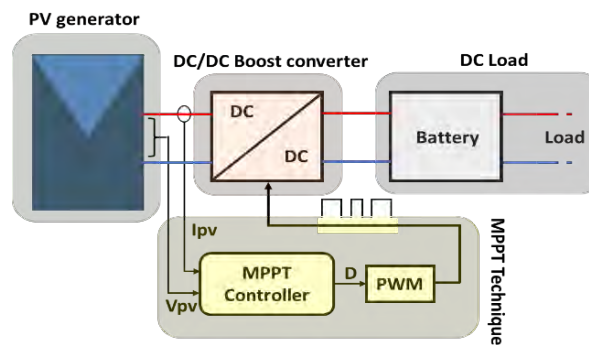 PV generator
DC/DC Boost converter
DC Load
DC
DC
Battery
Load
Ipv
Vpv
MPPT
Controller
D
PWM
MPPT Technique